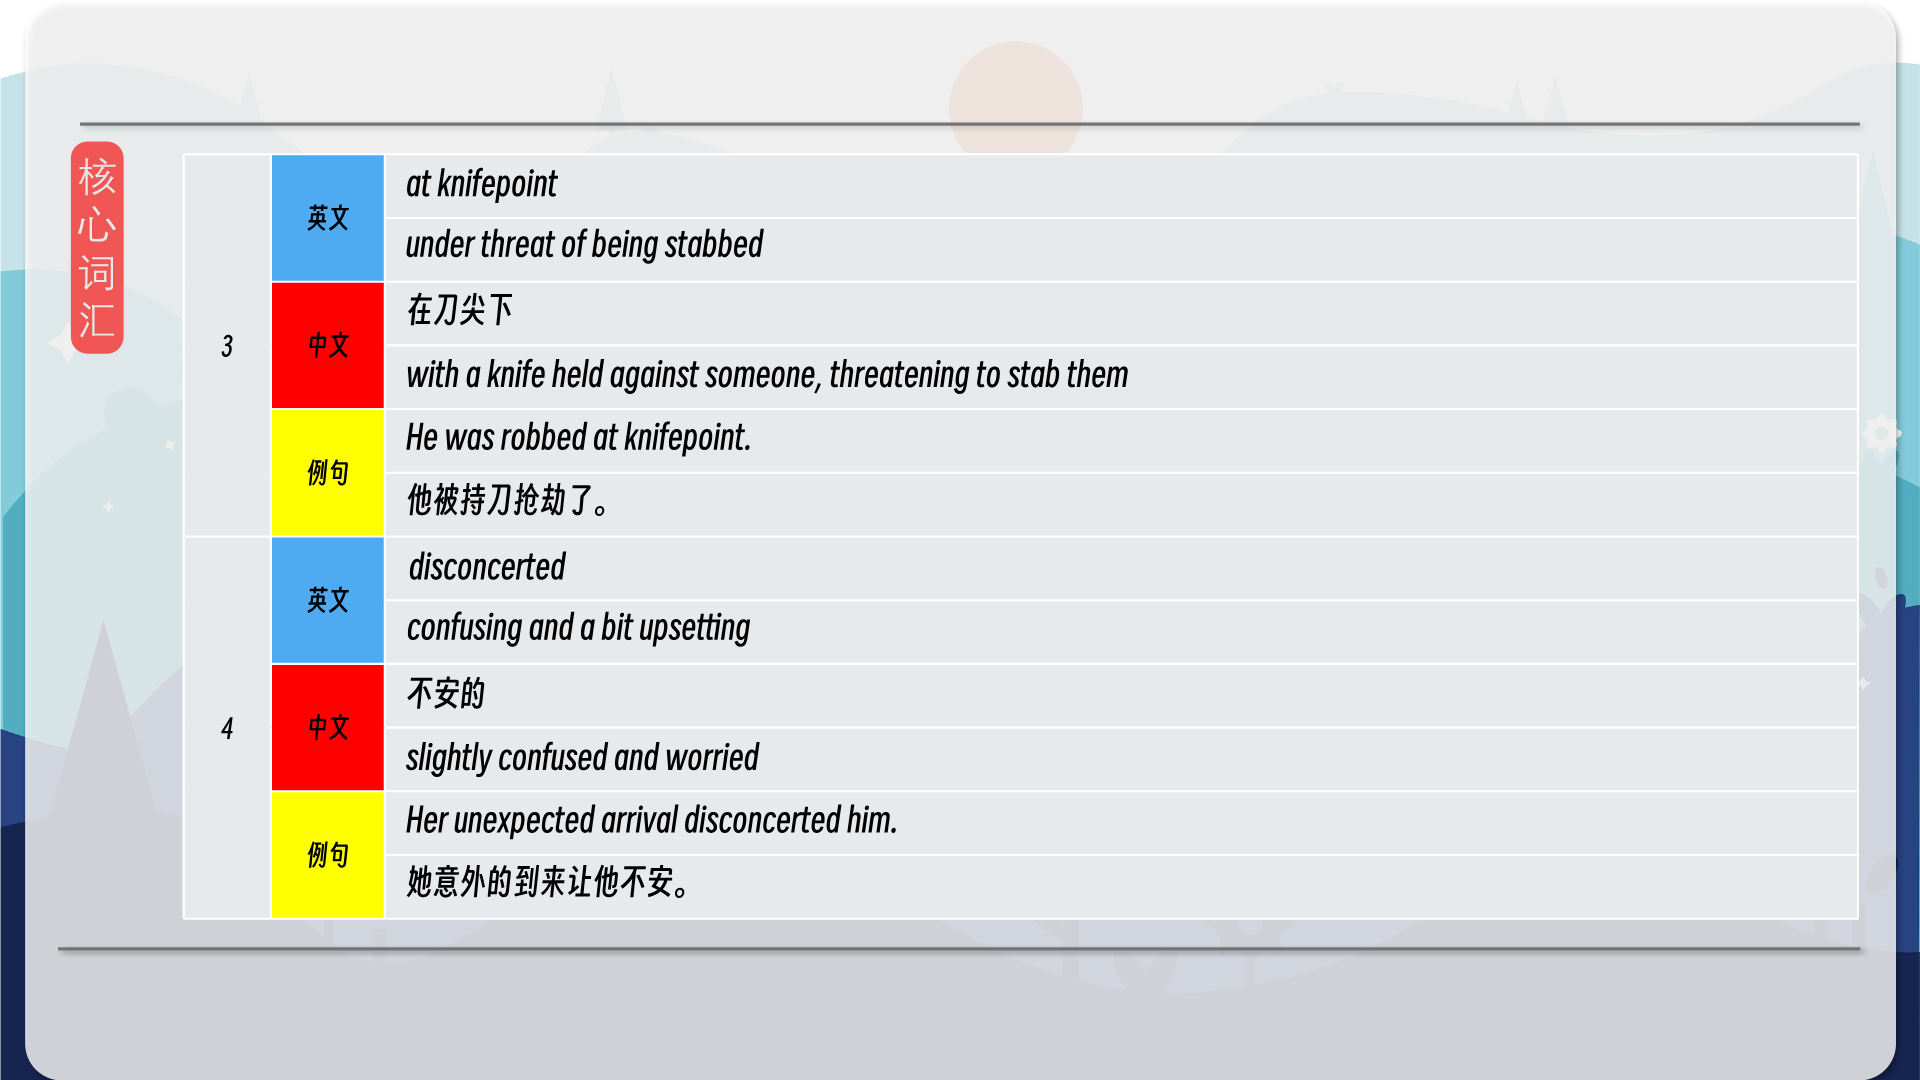 核
心
词
汇
3
英文
at knifepoint
under threat of being stabbed
中文
在刀尖下
with a knife held against someone, threatening to stab them
例句
He was robbed at knifepoint.
他被持刀抢劫了。
4
英文
disconcerted
confusing and a bit upsetting
中文
不安的
slightly confused and worried
例句
Her unexpected arrival disconcerted him.
她意外的到来让他不安。